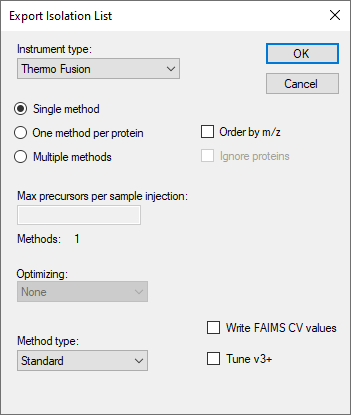 Export Isolation List
Instrument type:
OK
Thermo Fusion
Cancel
Single method
One method per protein
Order by m/z
Multiple methods
Ignore proteins
Max precursors per sample injection:
Methods: 1
Optimizing:
None
Write FAIMS CV values
Method type:
Standard
Tune v3+